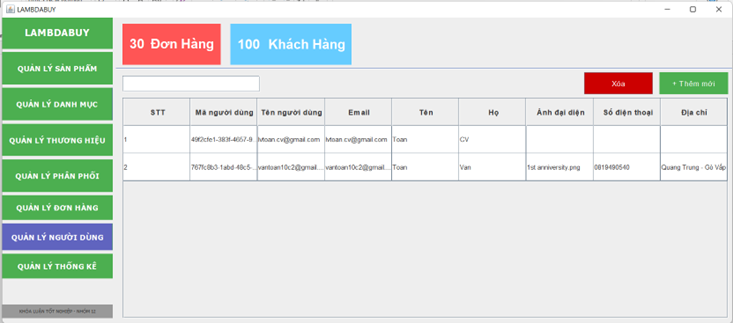 LAMBDABUY
LAMBDABUY
QUẢN LÝ SẢN PHẨM
QUẢN LÝ DANH MỤC
QUẢN LÝ THƯƠNG HIỆU
QUẢN LÝ PHÂN PHỐI
QUẢN LÝ ĐƠN HÀNG
QUẢN LÝ NGƯỜI DÙNG
QUẢN LÝ THỐNG KÊ
KHÓA LUẬN TỐT NGHIỆP - NHÓM 12
30 Đơn Hàng 100 Khách Hàng
Xóa + Thêm mới
STT Mã người dùng Tên người dùng Email Tên Họ Ảnh đại diện Số điện thoại Địa chỉ
1 49f2cfe1-383f-4657-9... lvtoan.cv@gmail.com lvtoan.cv@gmail.com Toan CV
2 767fc8b3-1abd-48c5-... vantoan10c2@gmail.... vantoan10c2@gmail.... Toan Van 1st anniversity.png 0819490540 Quang Trung - Gò Vấp